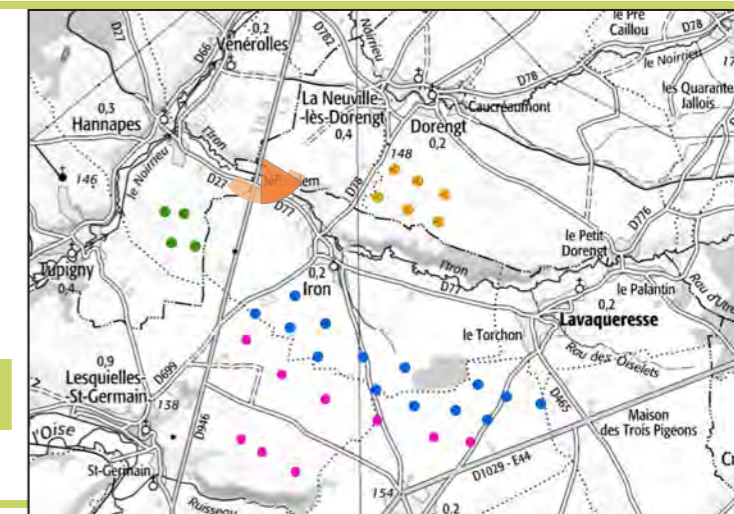 le Pré
Caillou
D78
D27
0,2
Vénérolles
D66
D782
Noirrieu
le Noirrieu
17
D78
les Quarante
Jallois
La Neuville
-lès-Dorengt
0,4
Caucreaumont
Dorengt
0,2
0,3
Hannapes
l'Iron
146
le Noirrieu
D27
148
D78
D77
D776
le Petit
Dorengt
Tupigny
0,4
0,2
Iron
l'Iron
D77
le Palantin
0,2
Lavaqueresse
le Torchon
Rau des Oiselets
0,9
Lesquielles
-St-Germain
D699
138
D946
l'Oise
St-Germain
D465
Maison
des Trois Pigeons
D1029 - E44
154
0,2
Ruisseau